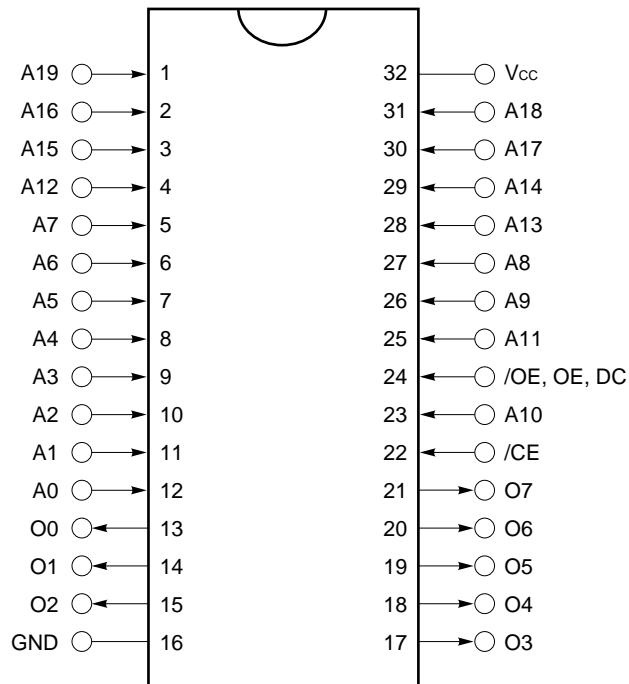 A19 1 32 Vcc
A16 2 31 A18
A15 3 30 A17
A12 4 29 A14
A7 5 28 A13
A6 6 27 A8
A5 7 26 A9
A4 8 25 A11
A3 9 24 /OE, OE, DC
A2 10 23 A10
A1 11 22 /CE
A0 12 21 O7
O0 13 20 O6
O1 14 19 O5
O2 15 18 O4
GND 16 17 O3